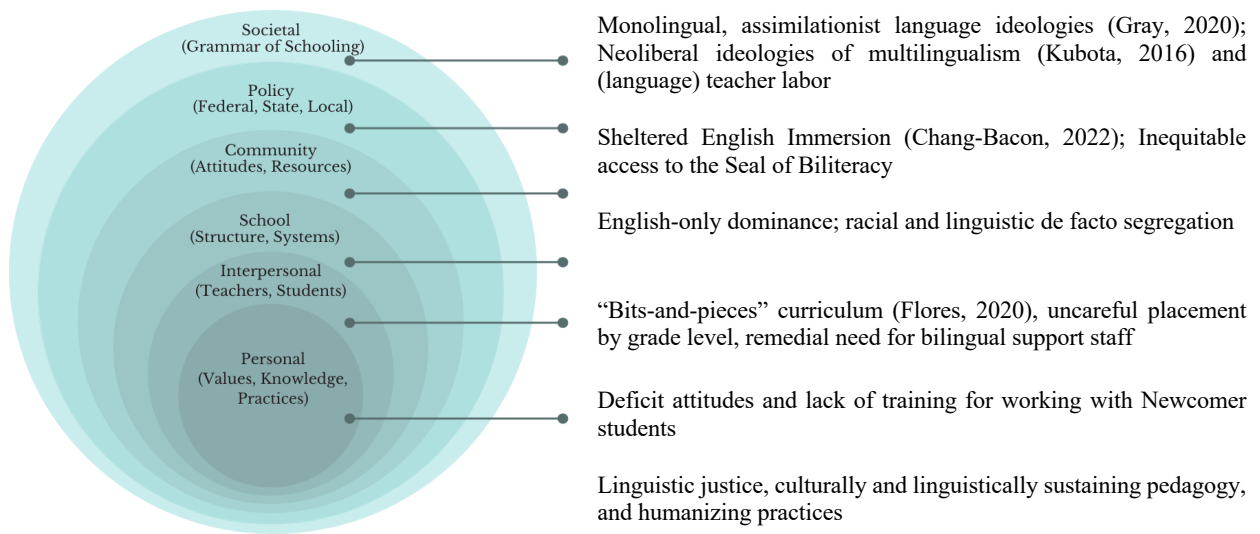 Societal
(Grammar of Schooling)
Policy
(Federal, State, Local)
Community
(Attitudes, Resources)
School
(Structure, Systems)
Interpersonal
(Teachers, Students)
Personal
(Values, Knowledge,
Practices)
Monolingual, assimilationist language ideologies (Gray, 2020);
Neoliberal ideologies of multilingualism (Kubota, 2016) and
(language) teacher labor
Sheltered English Immersion (Chang-Bacon, 2022); Inequitable
access to the Seal of Biliteracy
English-only dominance; racial and linguistic de facto segregation
“Bits-and-pieces” curriculum (Flores, 2020), uncareful placement
by grade level, remedial need for bilingual support staff
Deficit attitudes and lack of training for working with Newcomer
students
Linguistic justice, culturally and linguistically sustaining pedagogy,
and humanizing practices